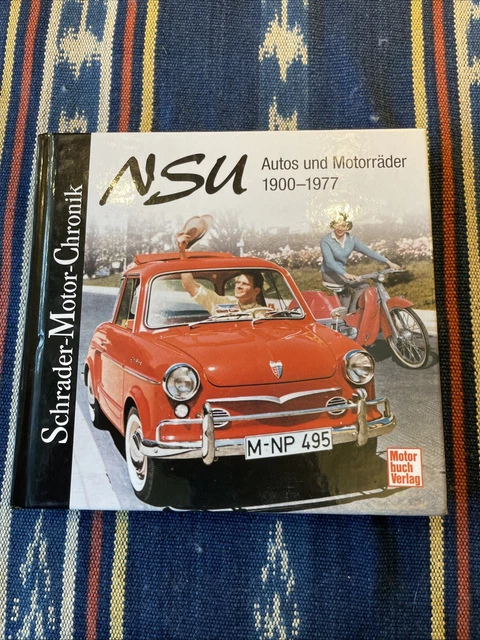 Schrader-Motor-Chronik
NSU
Autos und Motorräder
1900–1977
M-NP 495
Motor
buch
Verlag